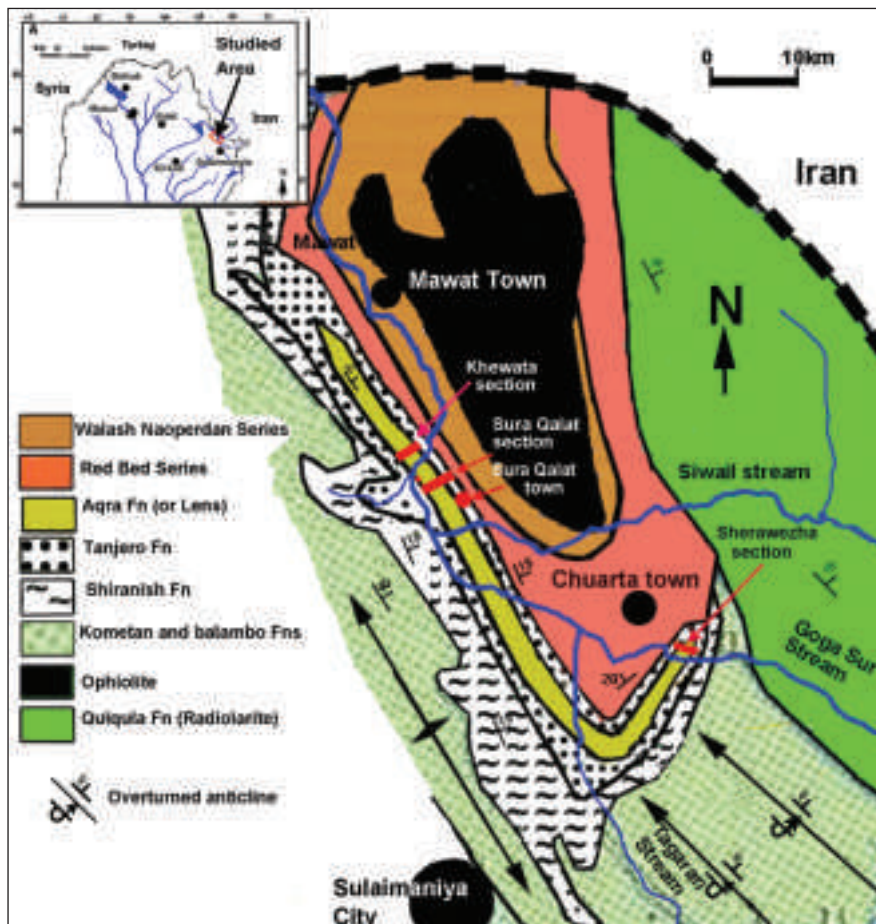 A
Studied
Area
Syria
Iran
0 10km
Iran
Mawat
Mawat Town
N
Khewata
section
Sura Qalat
section
Sura Qalat
town
Siwail stream
Sherawezha
section
Chuarta town
Goga Sur
Stream
20
Tagaran
Stream
Sulaimaniya
City
Walash Naoperdan Series
Red Bed Series
Aqra Fn (or Lens)
Tanjero Fn
Shiranish Fn
Kometan and balambo Fns
Ophiolite
Qulqula Fn (Radiolarite)
Overturned anticline